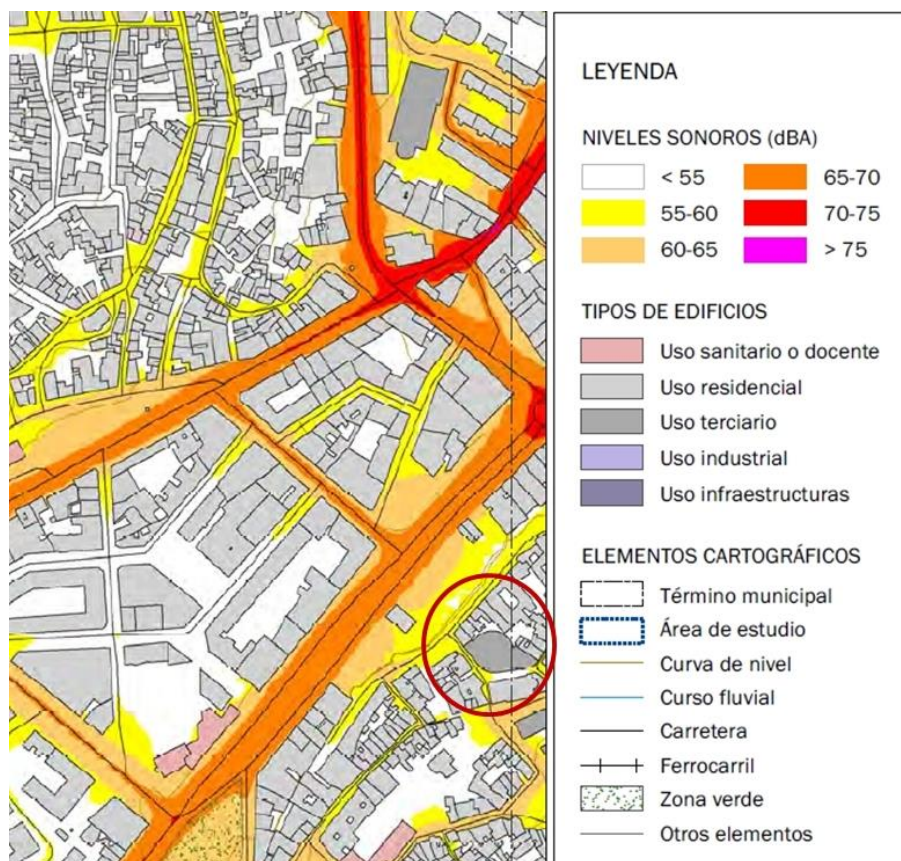 LEYENDA
NIVELES SONOROS (dBA)
< 55
65-70
55-60
70-75
60-65
> 75
TIPOS DE EDIFICIOS
Uso sanitario o docente
Uso residencial
Uso terciario
Uso industrial
Uso infraestructuras
ELEMENTOS CARTOGRÁFICOS
Término municipal
Área de estudio
Curva de nivel
Curso fluvial
Carretera
Ferrocarril
Zona verde
Otros elementos